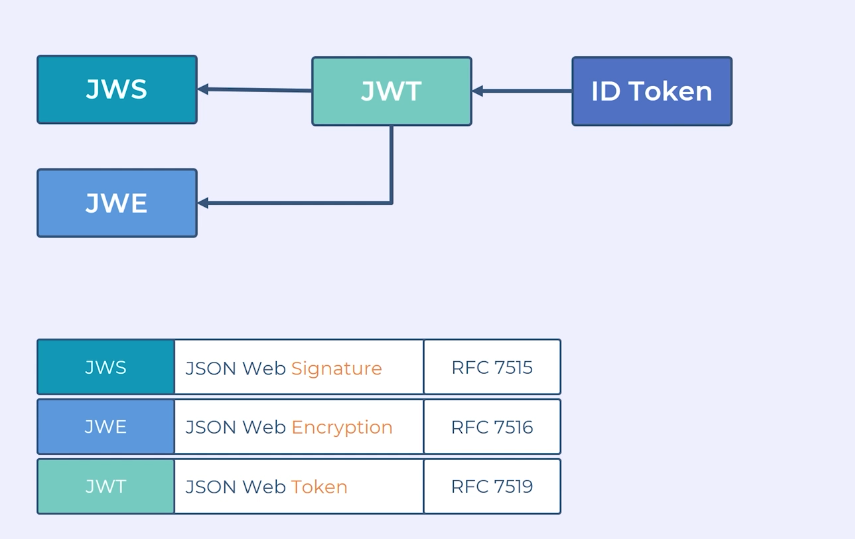 JWS
JWT
ID Token
JWE
JWS JSON Web Signature RFC 7515
JWE JSON Web Encryption RFC 7516
JWT JSON Web Token RFC 7519